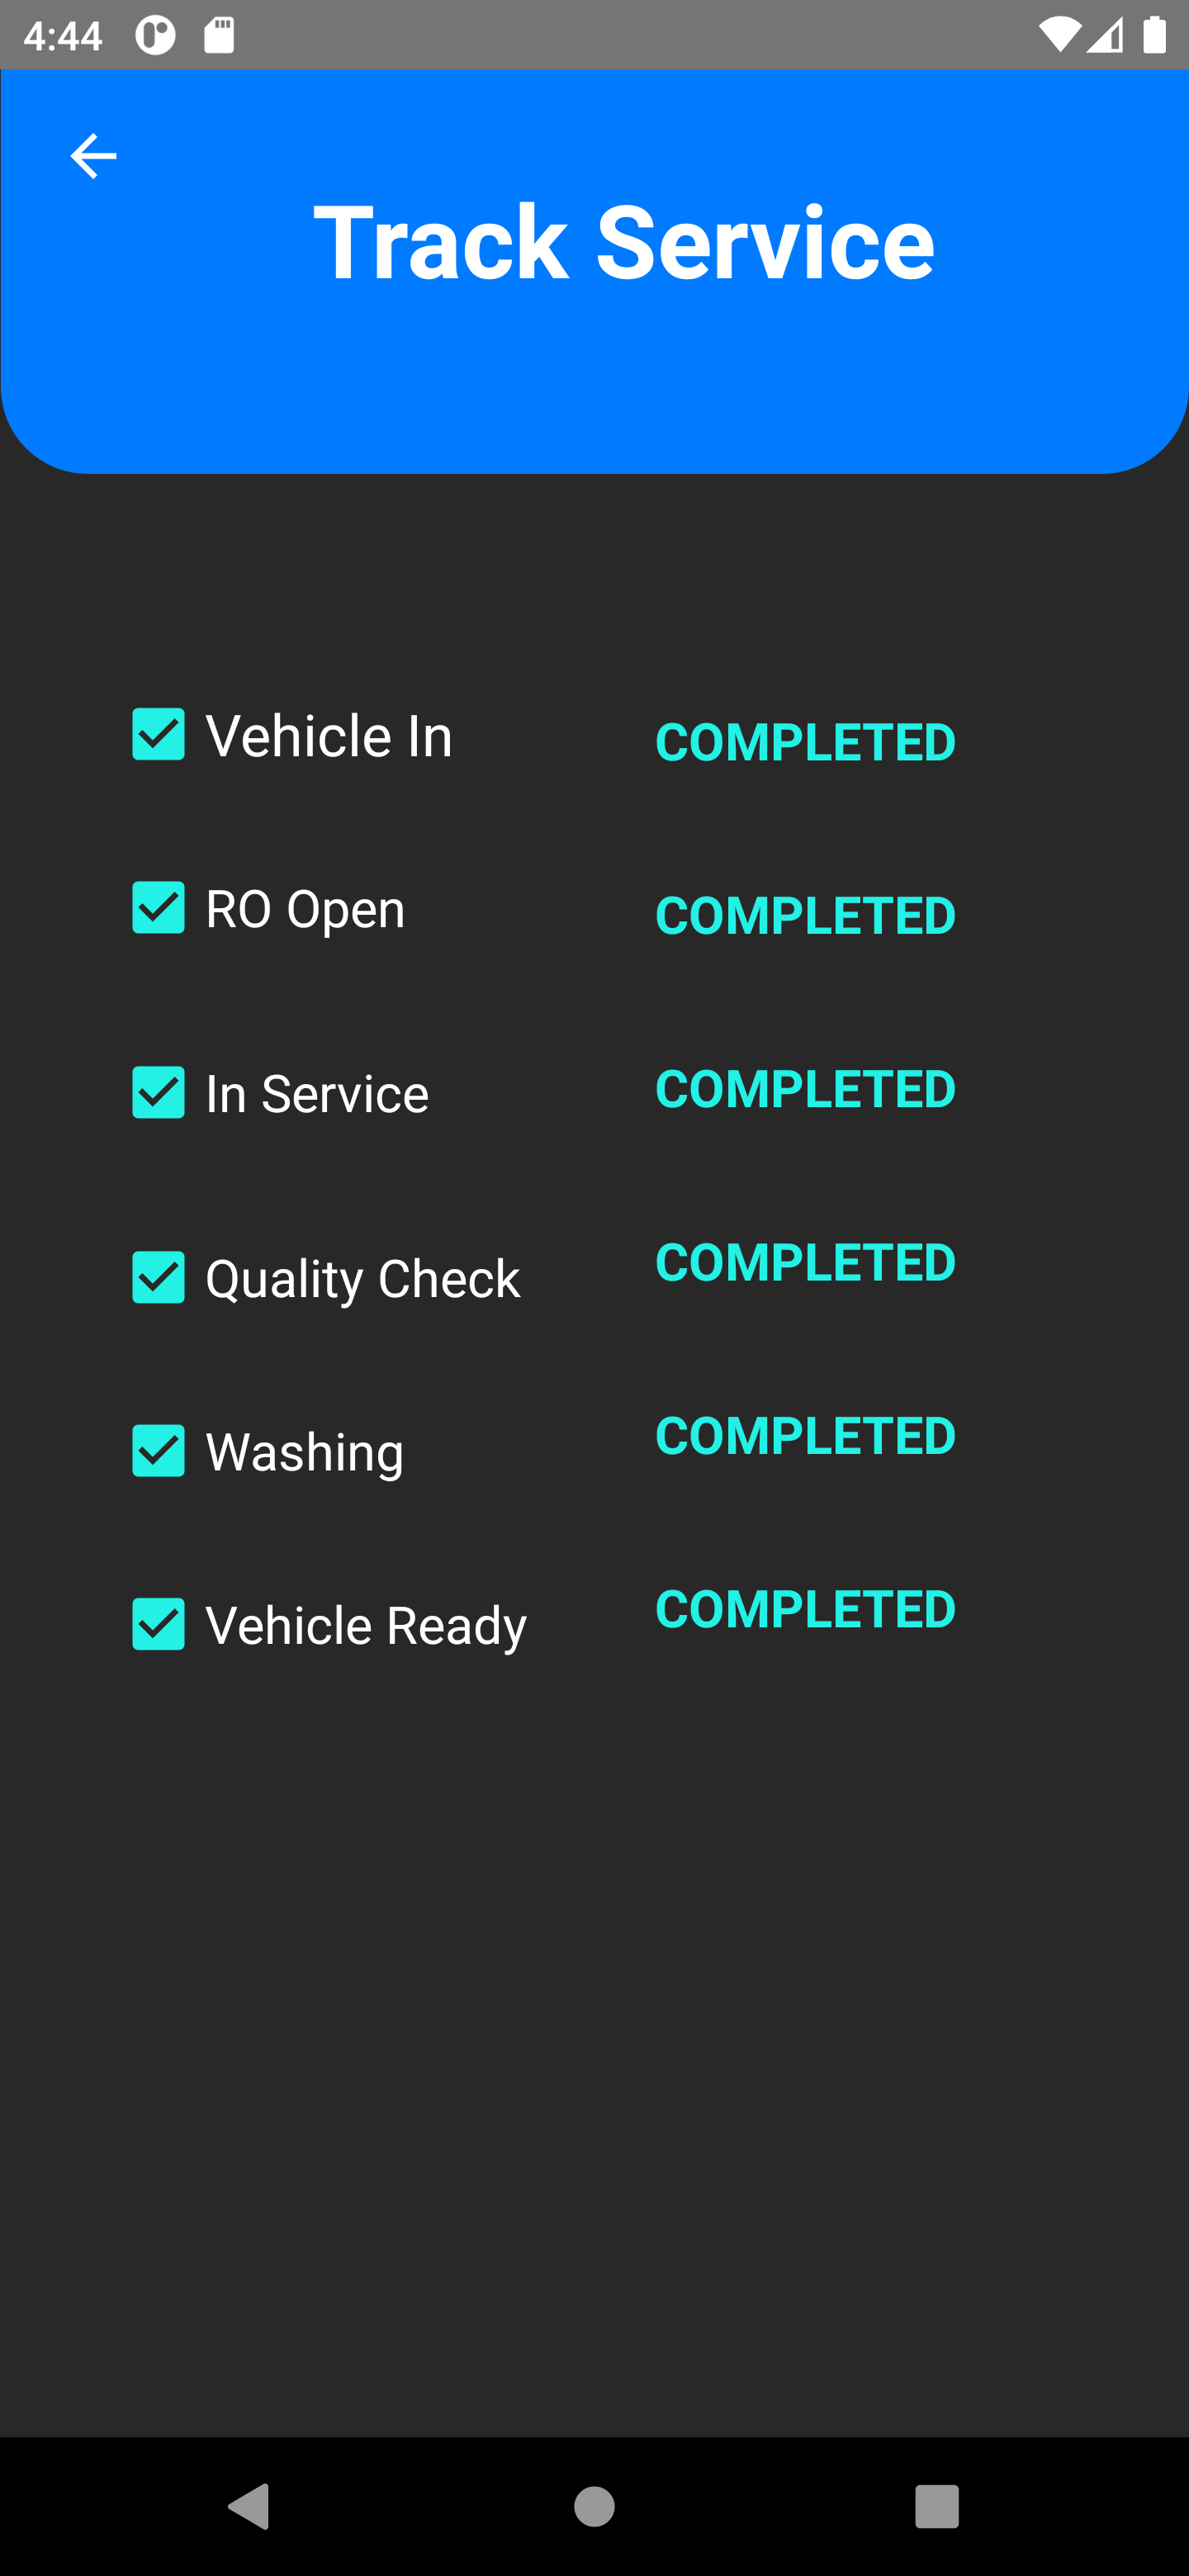 4:44
Track Service
Vehicle In COMPLETED
RO Open COMPLETED
In Service COMPLETED
Quality Check COMPLETED
Washing COMPLETED
Vehicle Ready COMPLETED